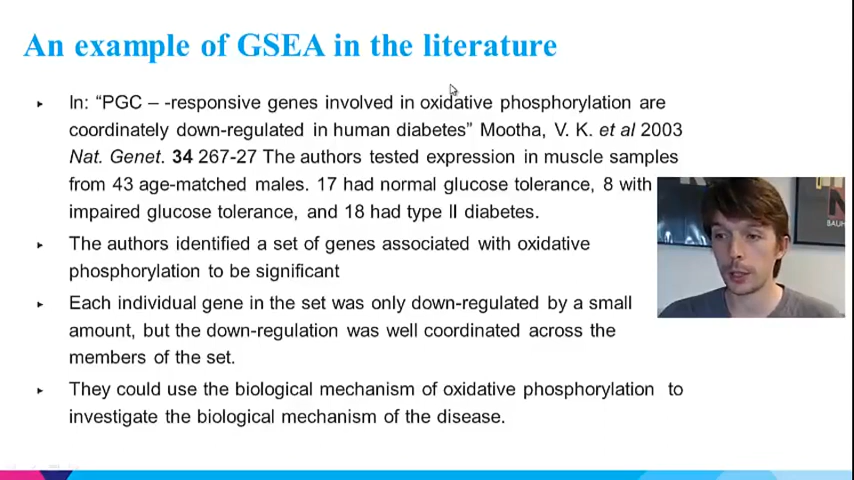 An example of GSEA in the literature
In: “PGC – -responsive genes involved in oxidative phosphorylation are
coordinately down-regulated in human diabetes” Mootha, V. K. et al 2003
Nat. Genet. 34 267-27 The authors tested expression in muscle samples
from 43 age-matched males. 17 had normal glucose tolerance, 8 with
impaired glucose tolerance, and 18 had type II diabetes.
The authors identified a set of genes associated with oxidative
phosphorylation to be significant
Each individual gene in the set was only down-regulated by a small
amount, but the down-regulation was well coordinated across the
members of the set.
They could use the biological mechanism of oxidative phosphorylation to
investigate the biological mechanism of the disease.